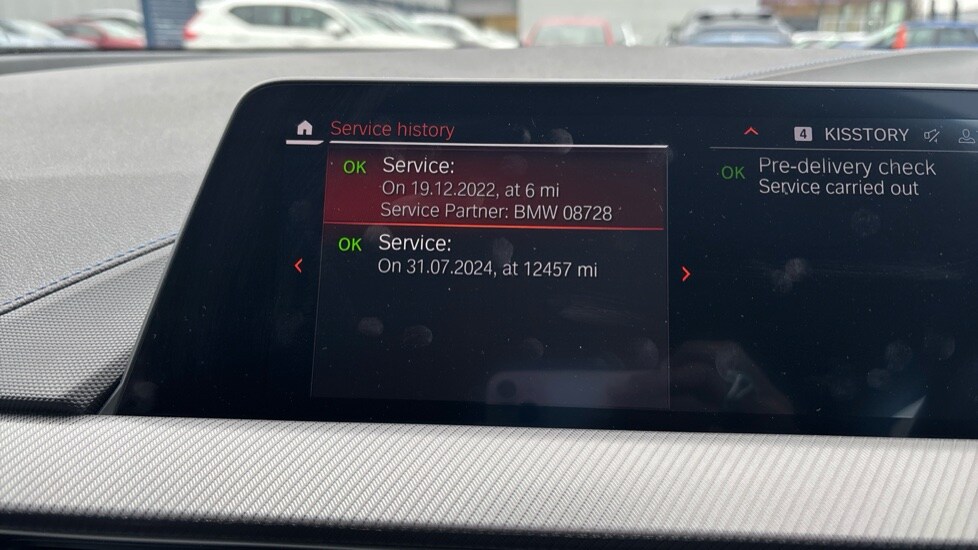 Service history
4 KISSTORY
OK Service:
On 19.12.2022, at 6 mi
Service Partner: BMW 08728
OK Service:
On 31.07.2024, at 12457 mi
OK Pre-delivery check
Service carried out